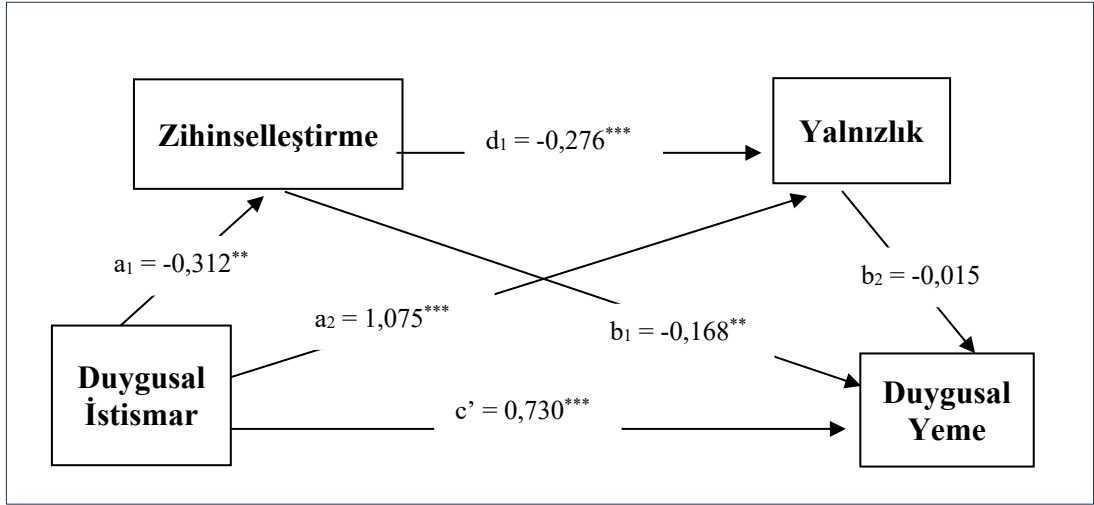 Zihinselleştirme
d₁ = -0,276***
Yalnızlık
a₁ = -0,312**
a₂ = 1,075***
b₁ = -0,168**
b₂ = -0,015
Duygusal
İstismar
c’ = 0,730***
Duygusal
Yeme